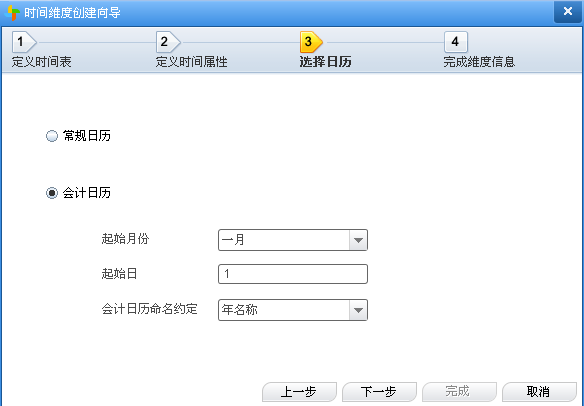 时间维度创建向导
1 2 3 4
定义时间表 定义时间属性 选择日历 完成维度信息
常规日历
会计日历
起始月份 一月
起始日 1
会计日历命名约定 年名称
上一步 下一步 完成 取消